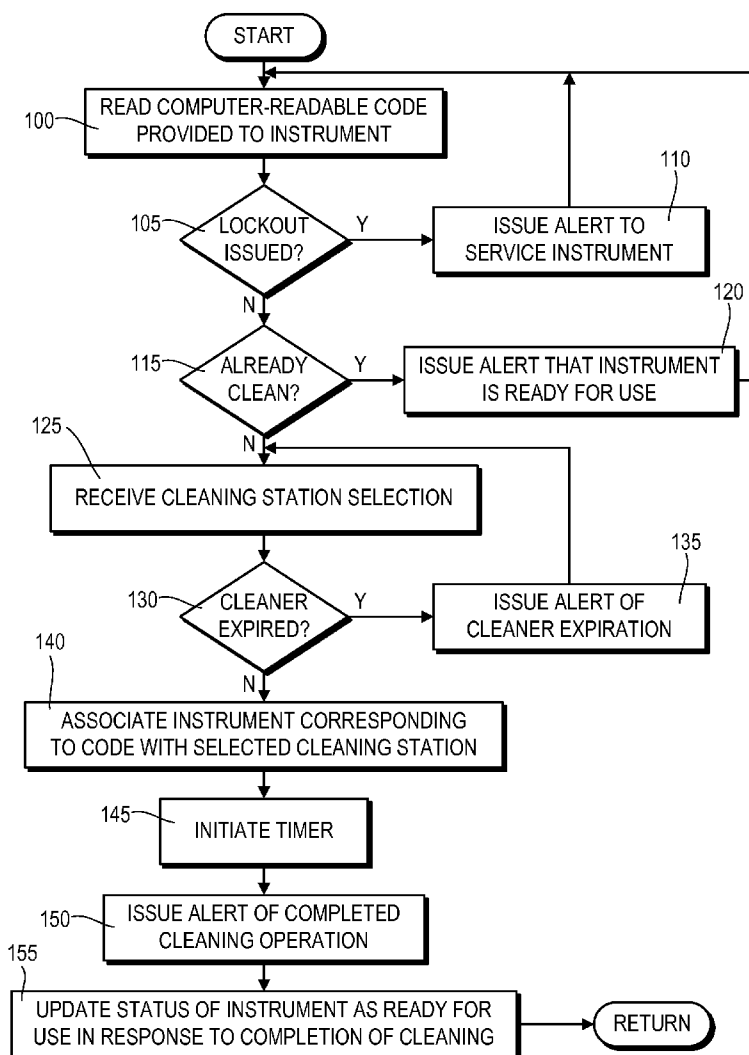 START
READ COMPUTER-READABLE CODE
PROVIDED TO INSTRUMENT
100
105
LOCKOUT
ISSUED?
Y
N
110
ISSUE ALERT TO
SERVICE INSTRUMENT
115
ALREADY
CLEAN?
Y
N
120
ISSUE ALERT THAT INSTRUMENT
IS READY FOR USE
125
RECEIVE CLEANING STATION SELECTION
130
CLEANER
EXPIRED?
Y
N
135
ISSUE ALERT OF
CLEANER EXPIRATION
140
ASSOCIATE INSTRUMENT CORRESPONDING
TO CODE WITH SELECTED CLEANING STATION
145
INITIATE TIMER
150
ISSUE ALERT OF COMPLETED
CLEANING OPERATION
155
UPDATE STATUS OF INSTRUMENT AS READY FOR
USE IN RESPONSE TO COMPLETION OF CLEANING
RETURN